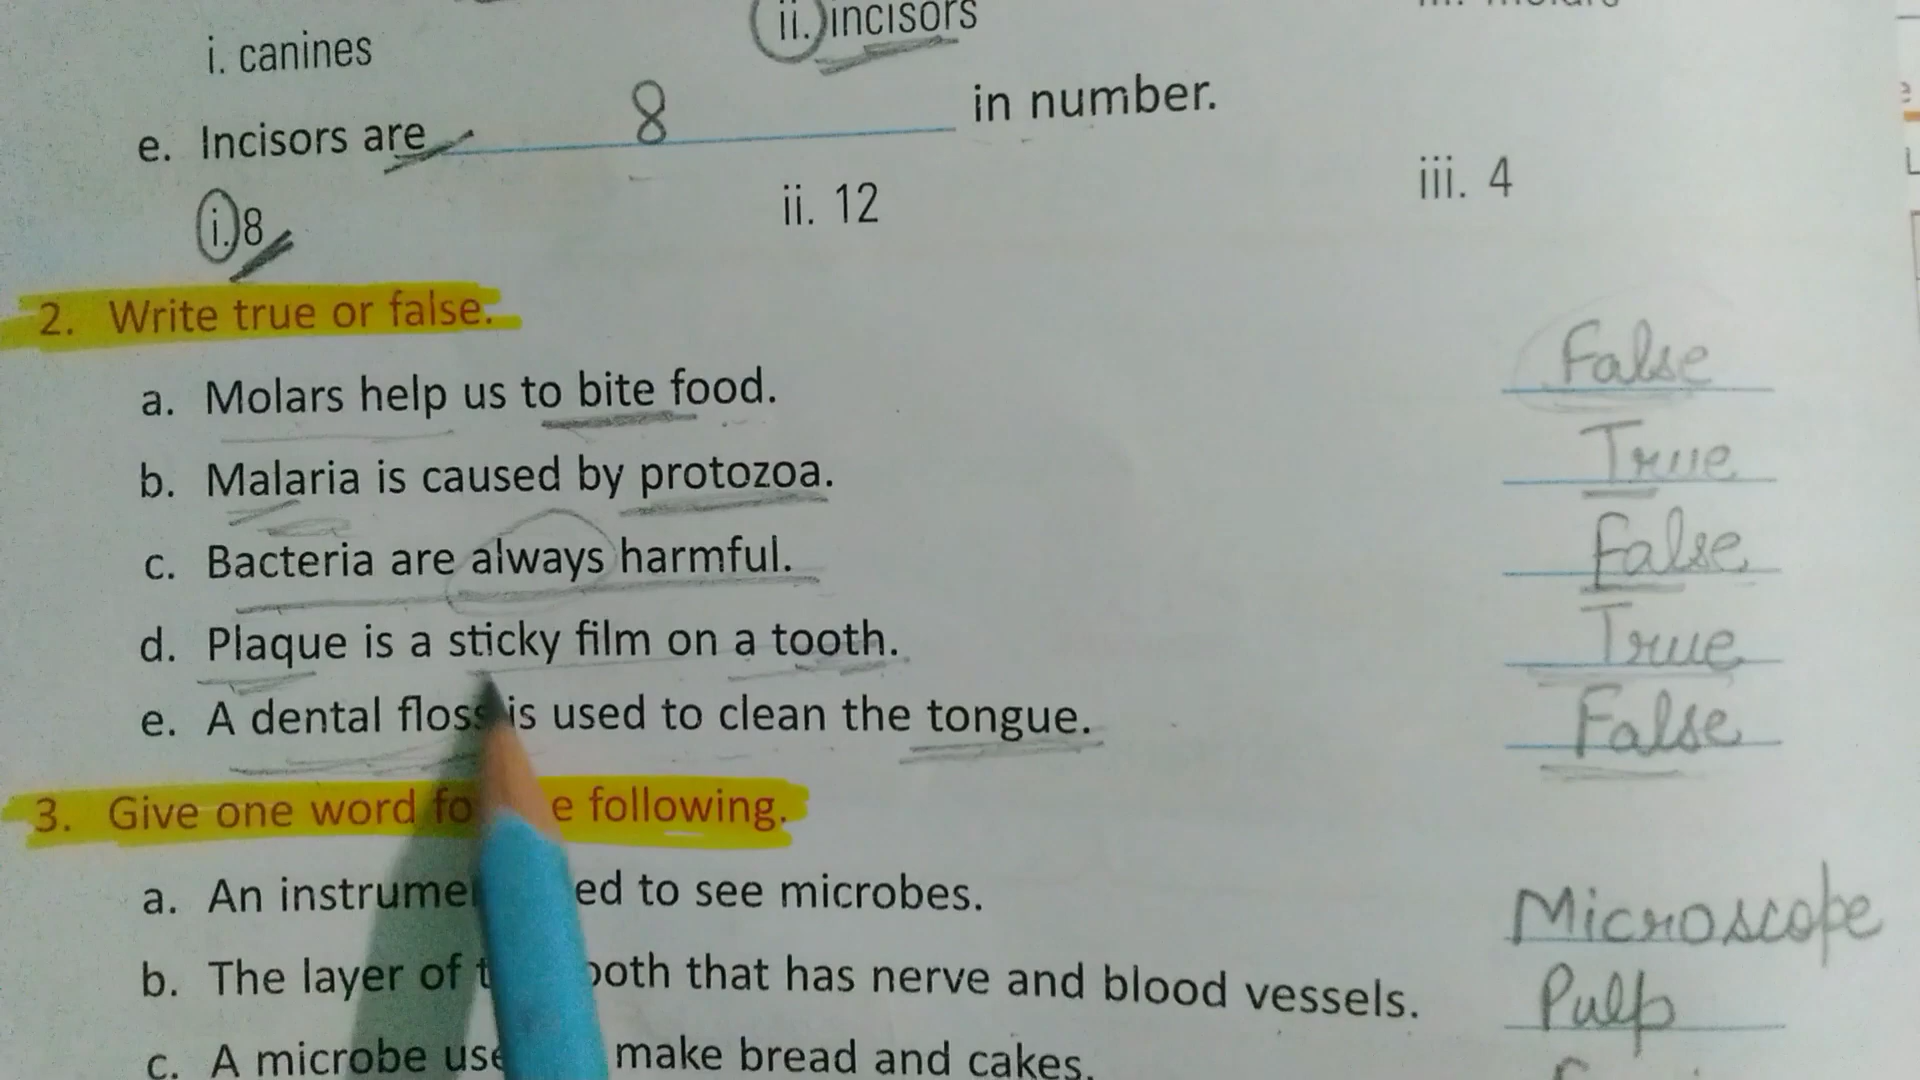 i. canines
ii. incisors
e. Incisors are 8 in number.
i. 8
ii. 12
iii. 4
2. Write true or false.
a. Molars help us to bite food. False
b. Malaria is caused by protozoa. True
c. Bacteria are always harmful. False
d. Plaque is a sticky film on a tooth. True
e. A dental floss is used to clean the tongue. False
3. Give one word fo e following.
a. An instrume ed to see microbes. Microscope
b. The layer of t ooth that has nerve and blood vessels. Pulp
c. A microbe use make bread and cakes.